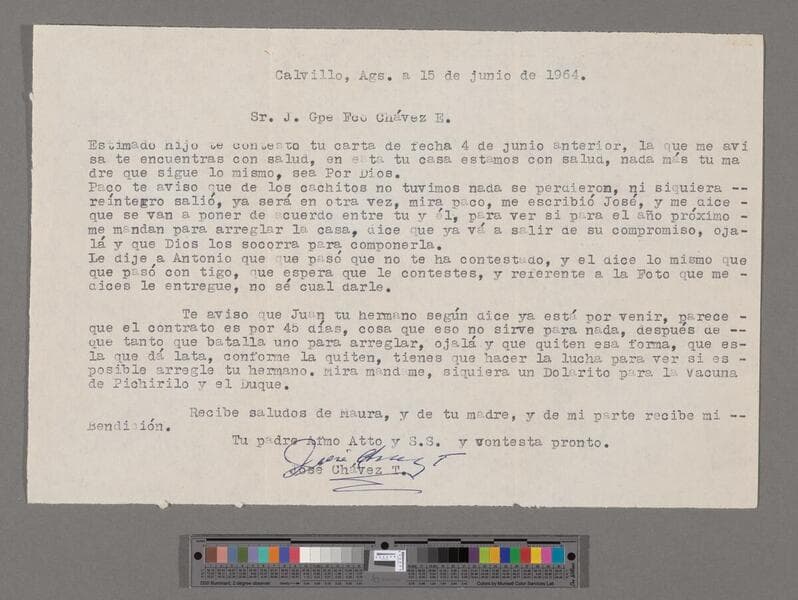 Calvillo, Ags. a 15 de junio de 1964.
Sr. J. Gpe Fco Chávez E.
Estimado hijo te contesto tu carta de fecha 4 de junio anterior, la que me avi
sa te encuentras con salud, en esta tu casa estamos con salud, nada más tu ma
dre que sigue lo mismo, sea Por Dios.
Paco te aviso que de los cachitos no tuvimos nada se perdieron, ni siquiera --
reíntegro salió, ya será en otra vez, mira paco, me escribió José, y me dice -
que se van a poner de acuerdo entre tu y él, para ver si para el año próximo -
me mandan para arreglar la casa, dice que ya vá a salir de su compromiso, oja-
lá y que Dios los socorra para componerla.
Le dije a Antonio que que pasó que no te ha contestado, y el dice lo mismo que
que pasó con tigo, que espera que le contestes, y referente a la Foto que me -
dices le entregue, no sé cual darle.
Te aviso que Juan tu hermano según dice ya está por venir, parece -
que el contrato es por 45 días, cosa que eso no sirve para nada, después de --
que tanto que batalla uno para arreglar, ojalá y que quiten esa forma, que es-
la que dá lata, conforme la quiten, tienes que hacer la lucha para ver si es -
posible arregle tu hermano. Mira mandame, siquiera un Dolarito para la Vacuna
de Pichirilo y el Duque.
Recibe saludos de Maura, y de tu madre, y de mi parte recibe mi --
Bendición.
Tu padre Afmo Atto y S.S. y contesta pronto.
José Chávez T
José Chávez T.